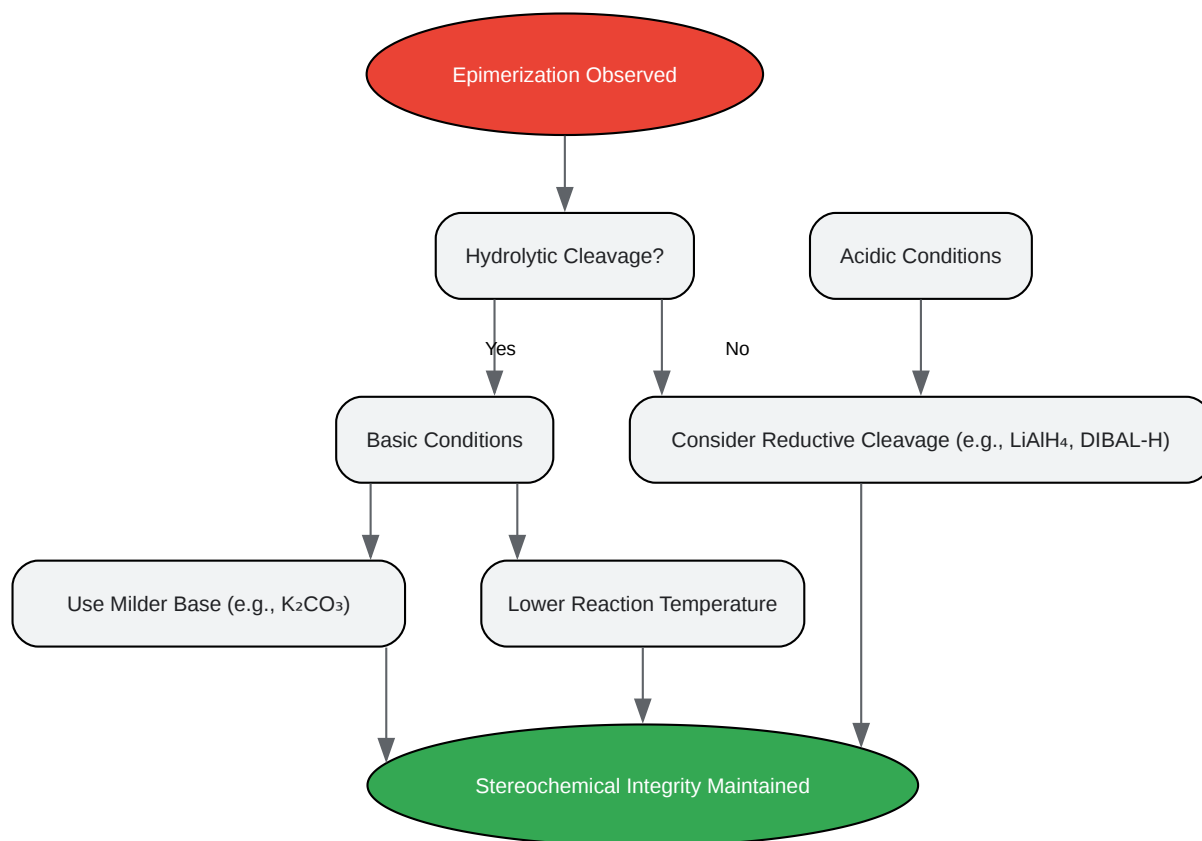 Epimerization Observed
Hydrolytic Cleavage?
Acidic Conditions
Yes
No
Basic Conditions
Consider Reductive Cleavage (e.g., LiAlH₄, DIBAL-H)
Use Milder Base (e.g., K₂CO₃)
Lower Reaction Temperature
Stereochemical Integrity Maintained